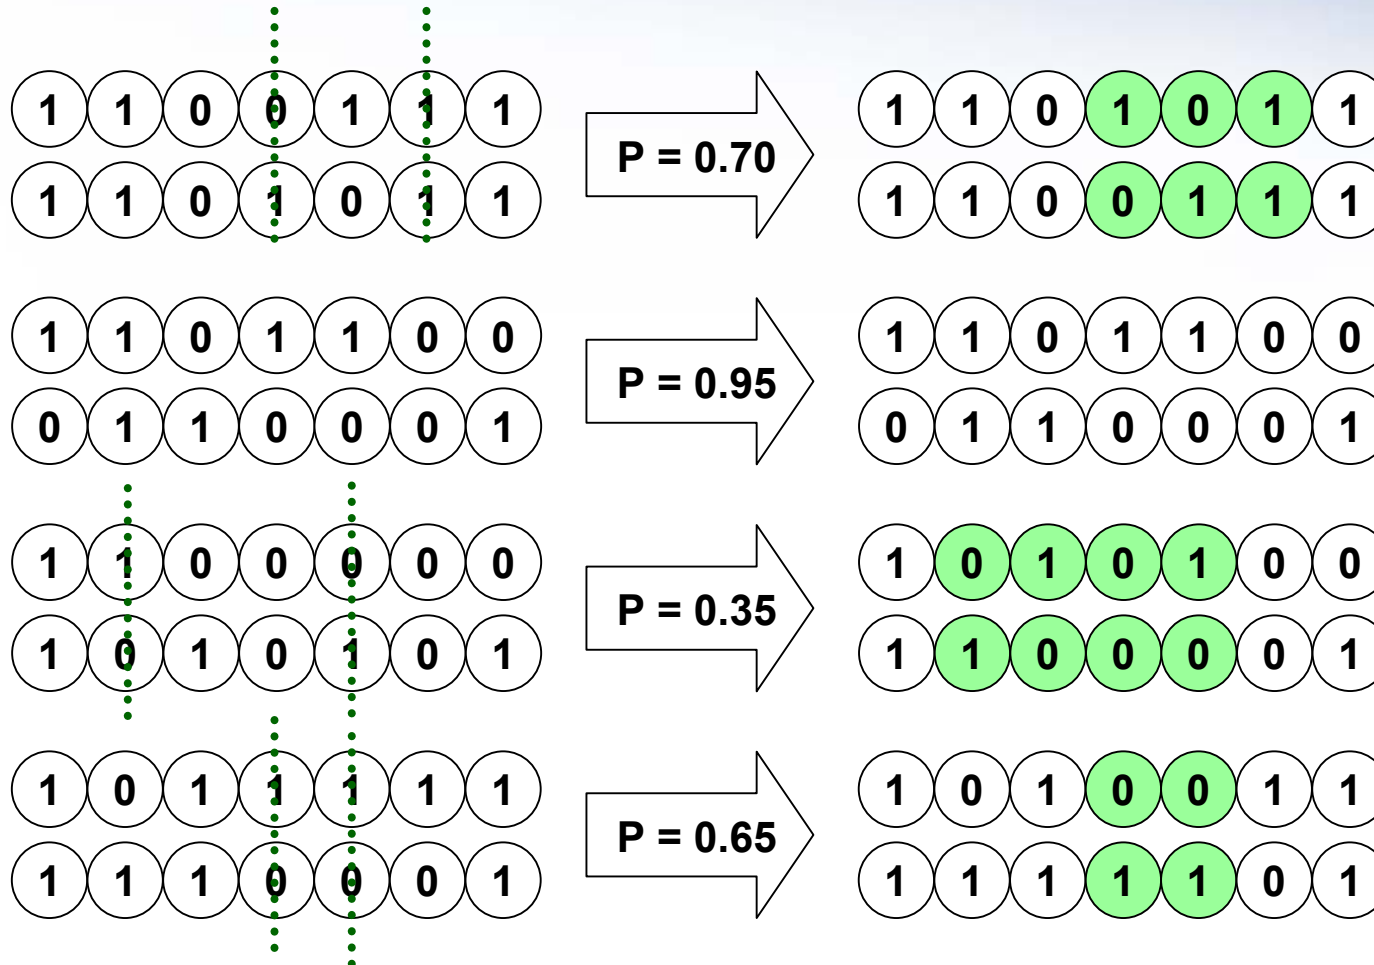 1 1 0 0 1 1 1 1 1 0 1 0 1 1
P = 0.70
1 1 0 1 0 1 1 1 1 0 0 1 1 1
1 1 0 1 1 0 0 1 1 0 1 1 0 0
P = 0.95
0 1 1 0 0 0 1 0 1 1 0 0 0 1
1 1 0 0 0 0 0 1 0 1 0 1 0 0
P = 0.35
1 0 1 0 1 0 1 1 1 0 0 0 0 1
1 0 1 1 1 1 1 1 0 1 0 0 1 1
P = 0.65
1 1 1 0 0 0 1 1 1 1 1 1 0 1